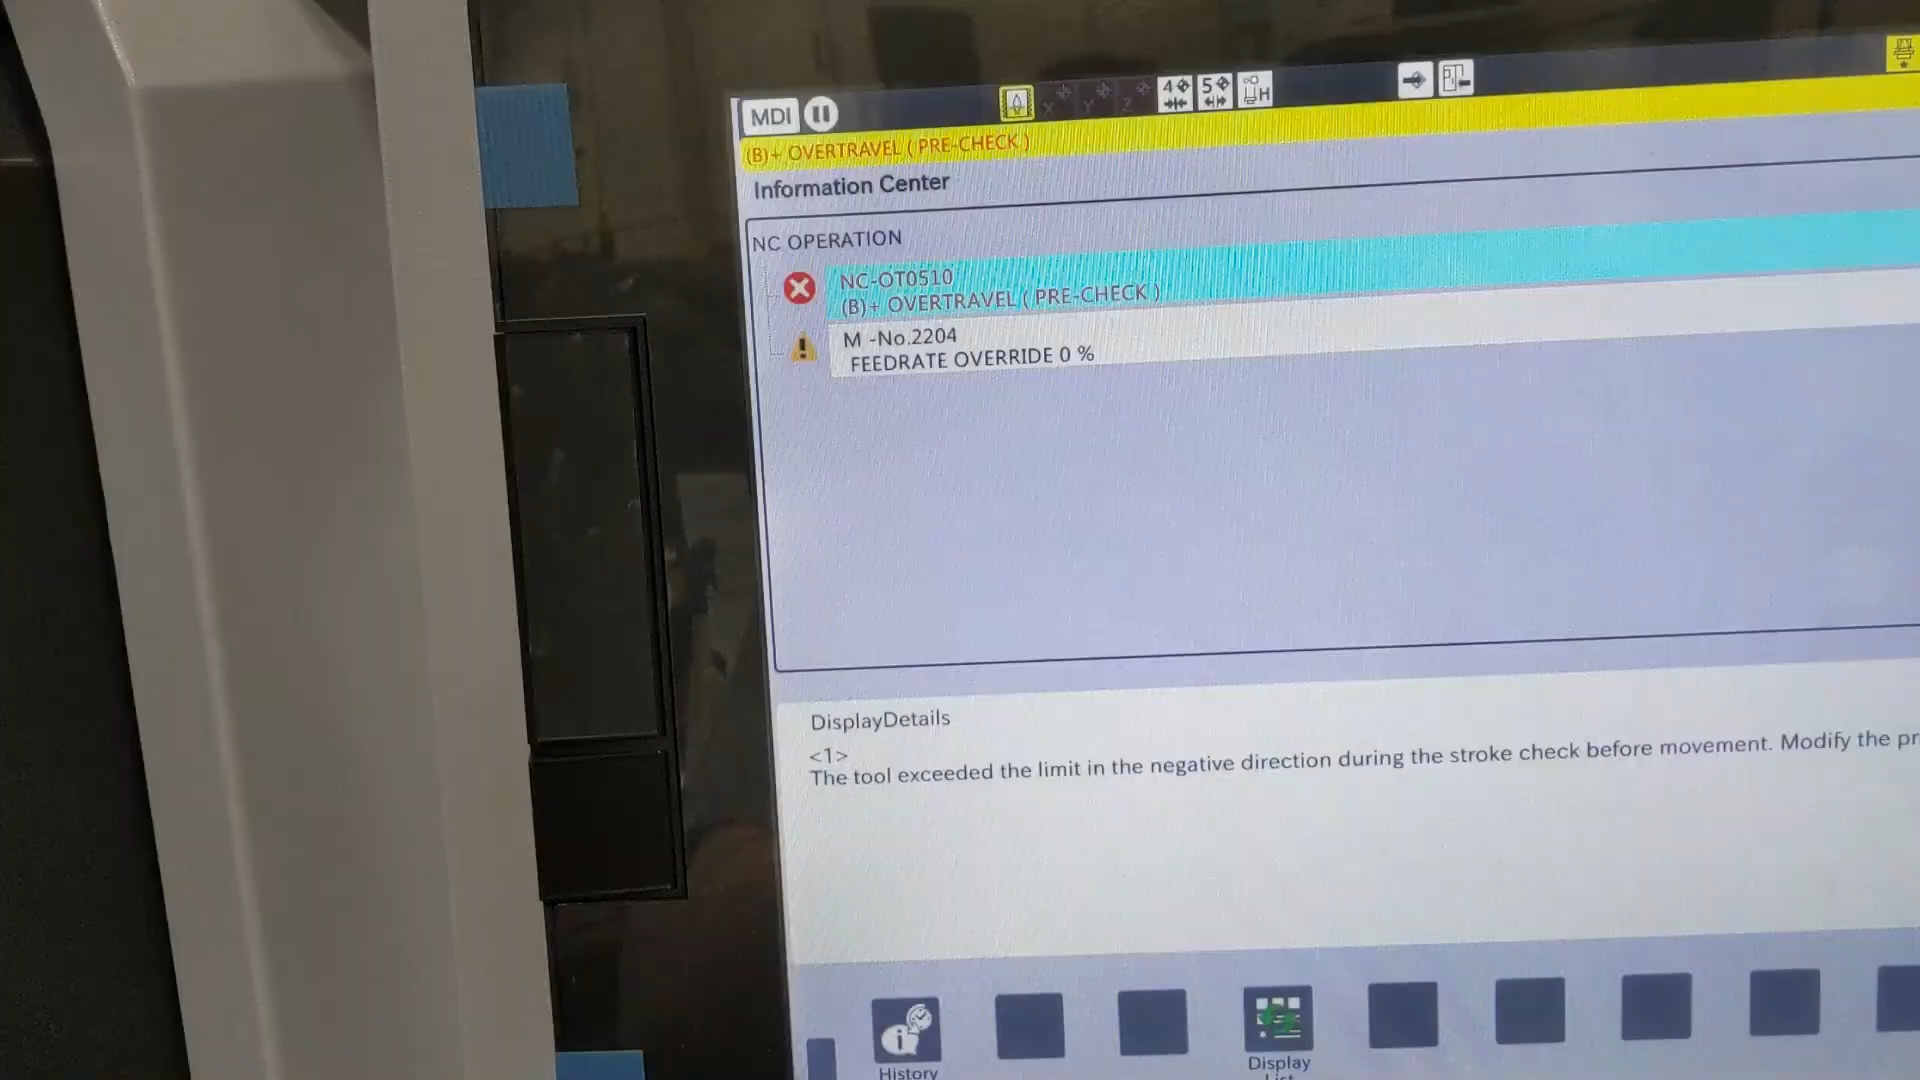 MDI
4
5
H
(B)+ OVERTRAVEL ( PRE-CHECK )
Information Center
NC OPERATION
NC-OT0510
(B)+ OVERTRAVEL ( PRE-CHECK )
M -No.2204
FEEDRATE OVERRIDE 0 %
DisplayDetails
<1>
The tool exceeded the limit in the negative direction during the stroke check before movement. Modify the pr
History
Display